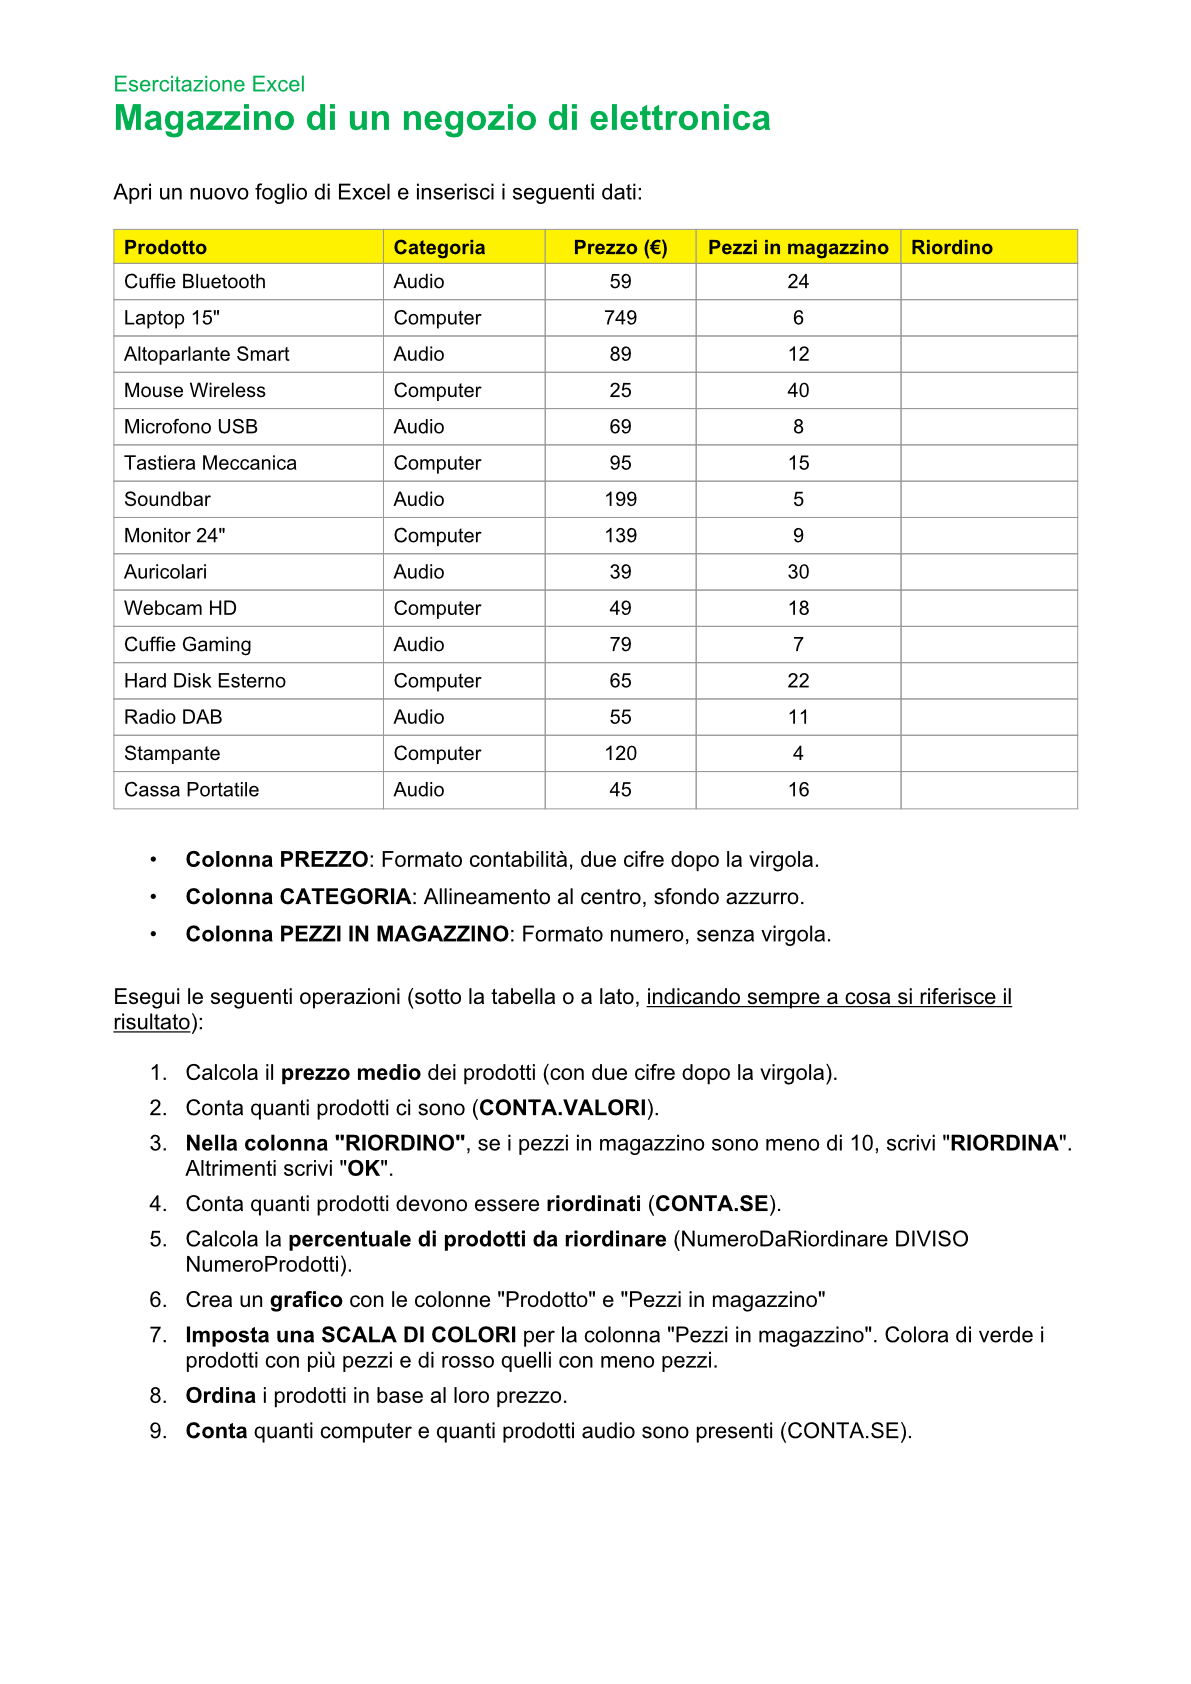 Esercitazione Excel
Magazzino di un negozio di elettronica
Apri un nuovo foglio di Excel e inserisci i seguenti dati:
Prodotto Categoria Prezzo (€) Pezzi in magazzino Riordino
Cuffie Bluetooth Audio 59 24
Laptop 15" Computer 749 6
Altoparlante Smart Audio 89 12
Mouse Wireless Computer 25 40
Microfono USB Audio 69 8
Tastiera Meccanica Computer 95 15
Soundbar Audio 199 5
Monitor 24" Computer 139 9
Auricolari Audio 39 30
Webcam HD Computer 49 18
Cuffie Gaming Audio 79 7
Hard Disk Esterno Computer 65 22
Radio DAB Audio 55 11
Stampante Computer 120 4
Cassa Portatile Audio 45 16
• Colonna PREZZO: Formato contabilità, due cifre dopo la virgola.
• Colonna CATEGORIA: Allineamento al centro, sfondo azzurro.
• Colonna PEZZI IN MAGAZZINO: Formato numero, senza virgola.
Esegui le seguenti operazioni (sotto la tabella o a lato, indicando sempre a cosa si riferisce il
risultato):
1. Calcola il prezzo medio dei prodotti (con due cifre dopo la virgola).
2. Conta quanti prodotti ci sono (CONTA.VALORI).
3. Nella colonna "RIORDINO", se i pezzi in magazzino sono meno di 10, scrivi "RIORDINA".
Altrimenti scrivi "OK".
4. Conta quanti prodotti devono essere riordinati (CONTA.SE).
5. Calcola la percentuale di prodotti da riordinare (NumeroDaRiordinare DIVISO
NumeroProdotti).
6. Crea un grafico con le colonne "Prodotto" e "Pezzi in magazzino"
7. Imposta una SCALA DI COLORI per la colonna "Pezzi in magazzino". Colora di verde i
prodotti con più pezzi e di rosso quelli con meno pezzi.
8. Ordina i prodotti in base al loro prezzo.
9. Conta quanti computer e quanti prodotti audio sono presenti (CONTA.SE).